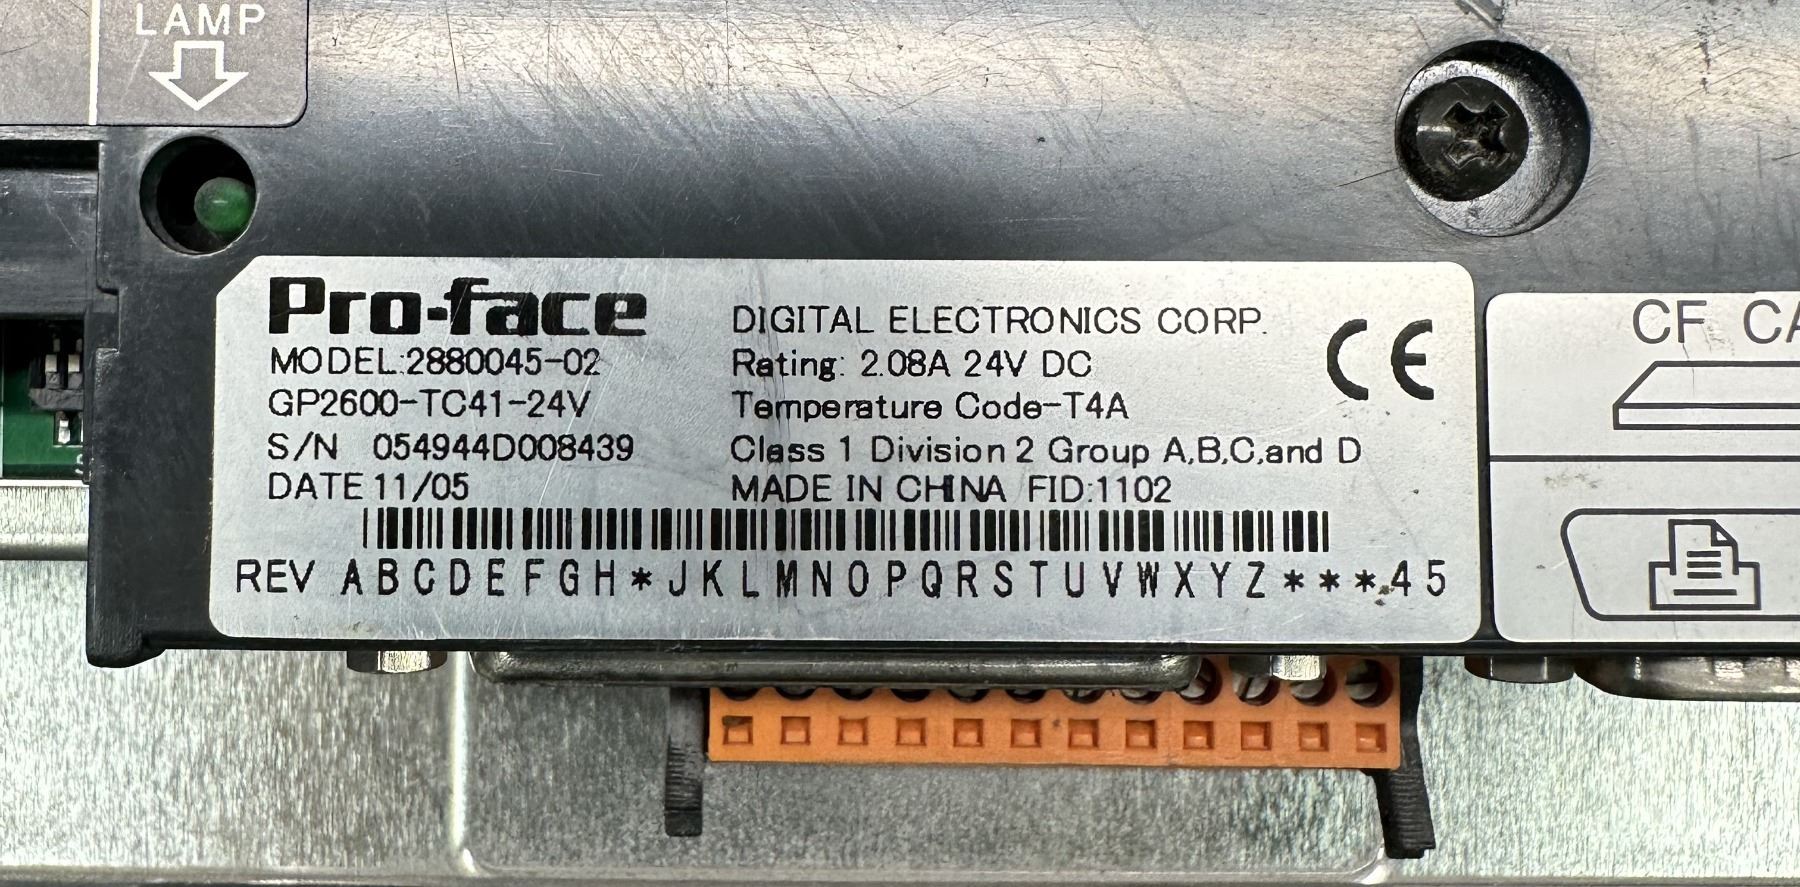 LAMP
Pro-face
MODEL:2880045-02
GP2600-TC41-24V
S/N 054944D008439
DATE 11/05
DIGITAL ELECTRONICS CORP.
Rating: 2.08A 24V DC
Temperature Code-T4A
Class 1 Division 2 Group A,B,C,and D
MADE IN CHINA FID:1102
CE
REV A B C D E F G H * J K L M N O P Q R S T U V W X Y Z * * * 4 5
CF CA